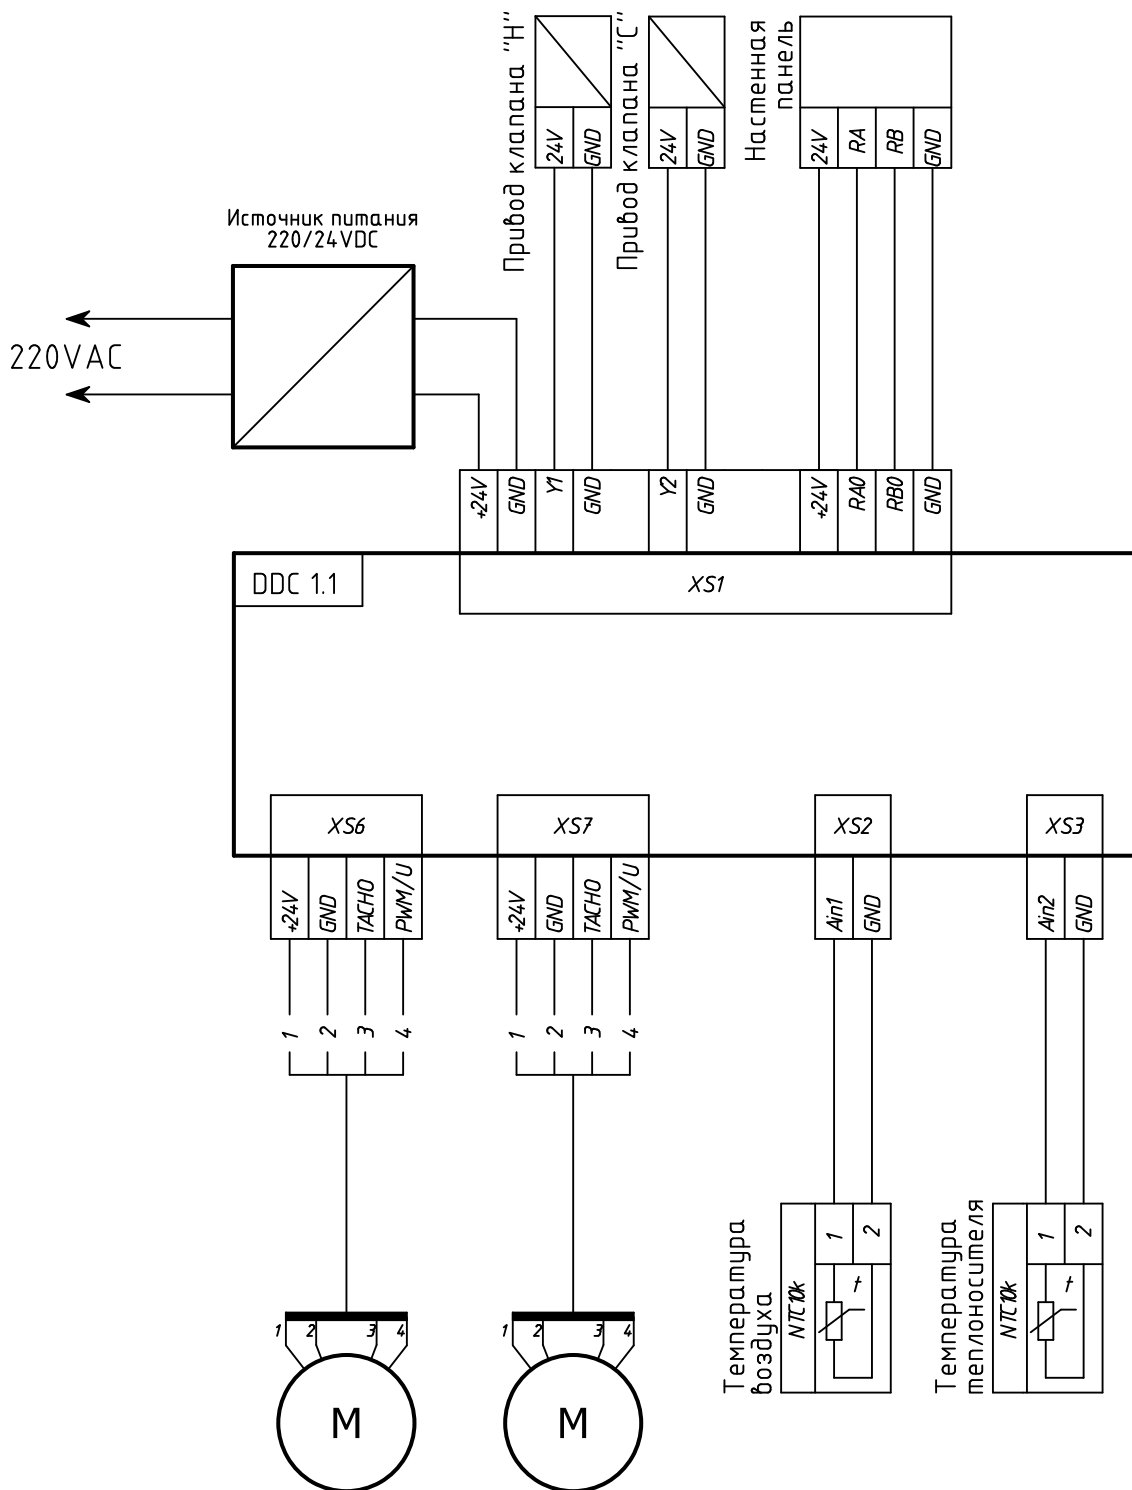 Привод клапана "Н"
24V
GND
Привод клапана "С"
24V
GND
Настенная
панель
24V
RA
RB
GND
Источник питания
220/24VDC
220VAC
+24V
GND
Y1
GND
Y2
GND
+24V
RA0
RB0
GND
DDC 1.1
XS1
XS6
XS7
XS2
XS3
+24V
GND
TACHO
PWM/U
+24V
GND
TACHO
PWM/U
Ain1
GND
Ain2
GND
1
2
3
4
1
2
3
4
Температура
воздуха
NTC10k
1
2
t
Температура
теплоносителя
NTC10k
1
2
t
1
2
3
4
M
1
2
3
4
M